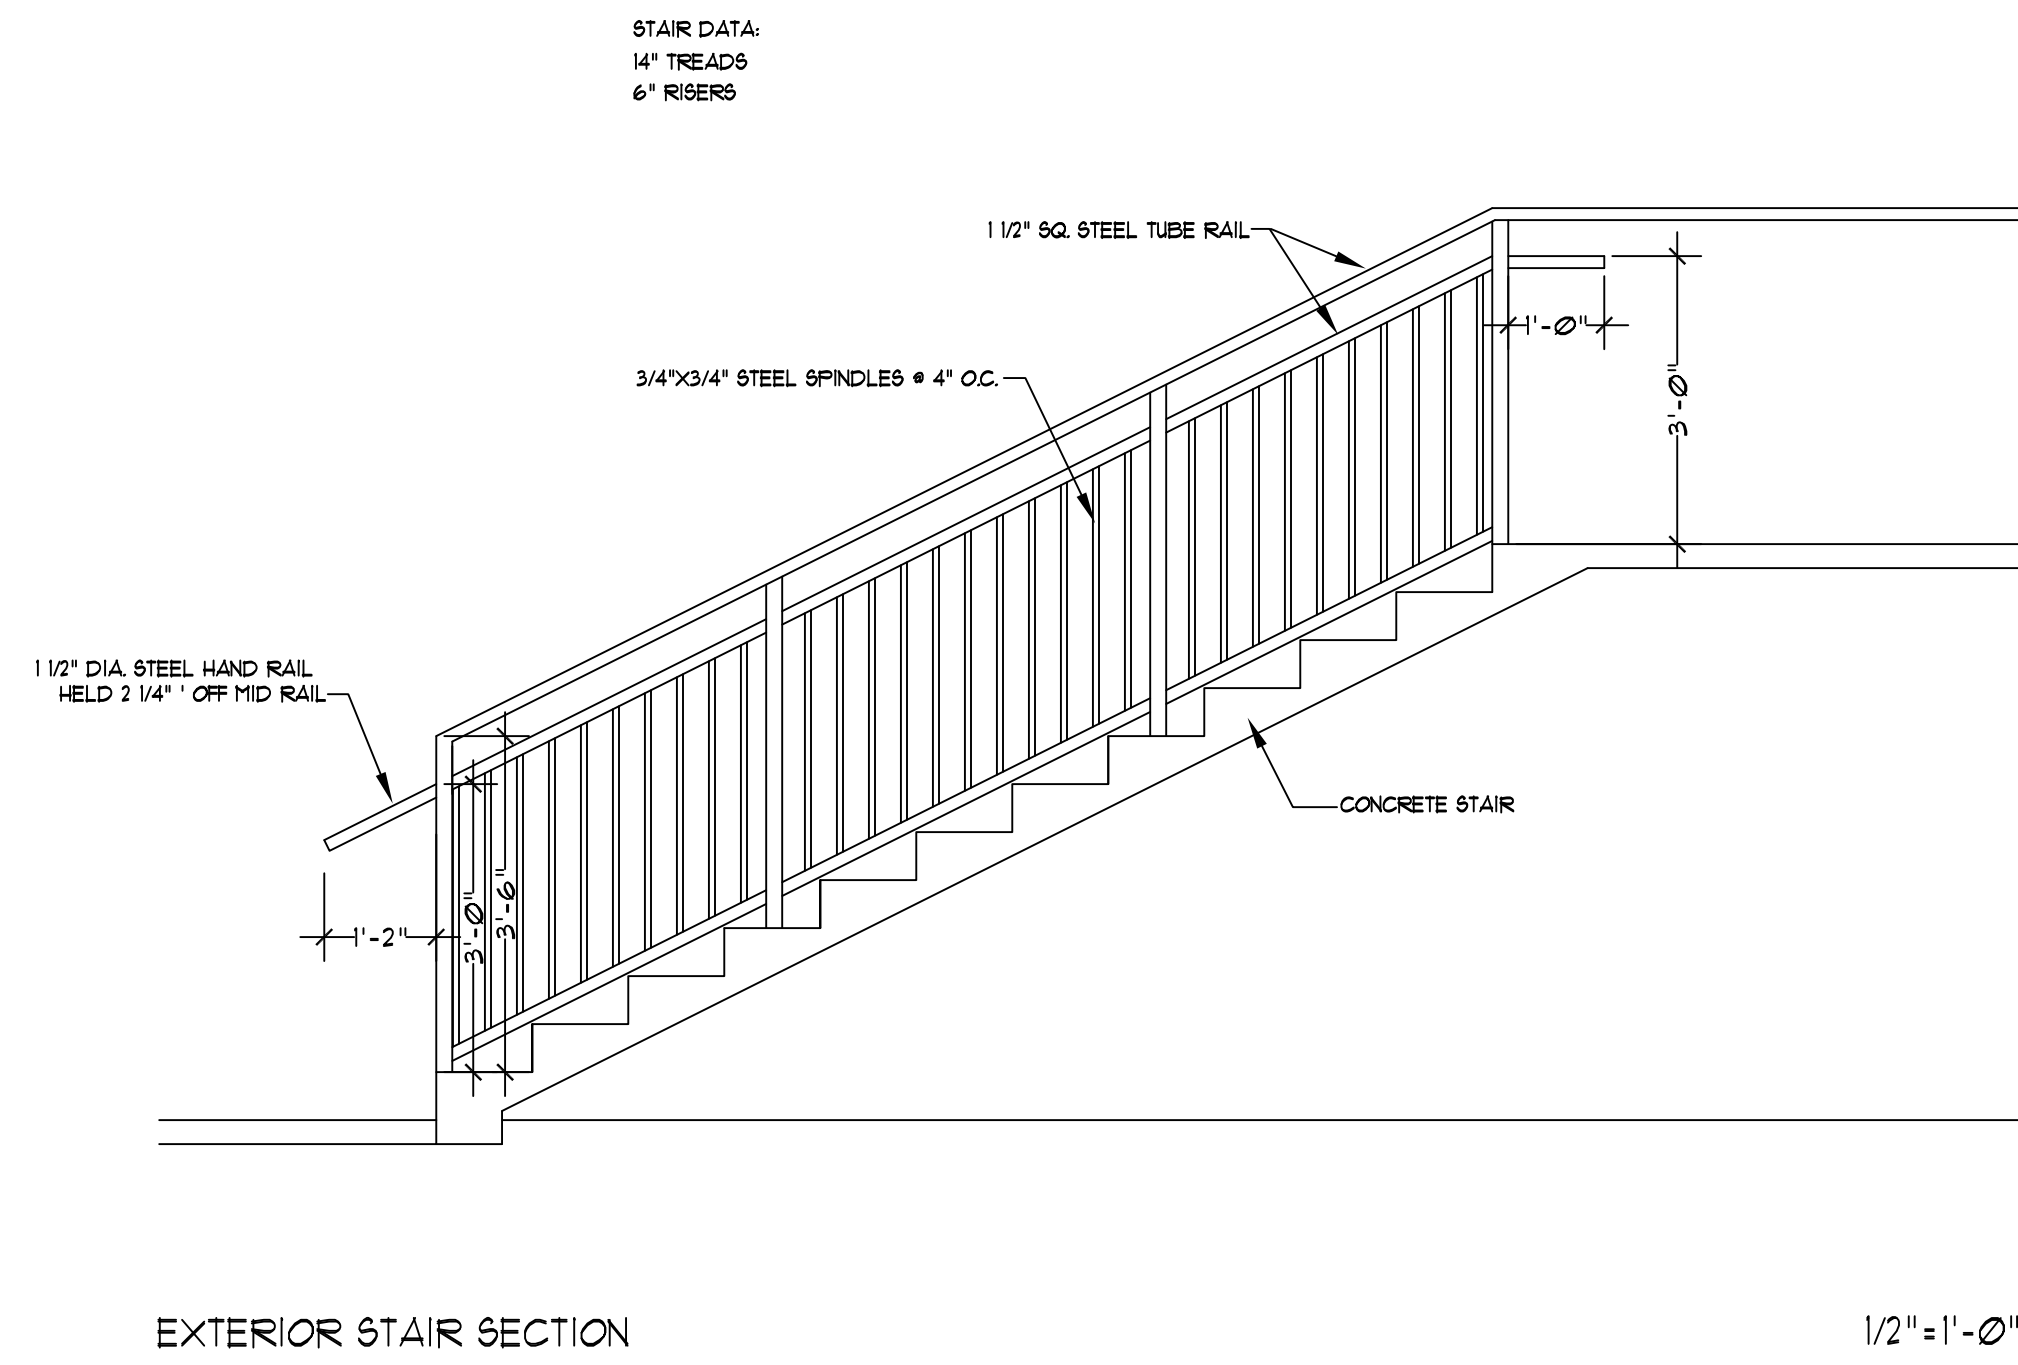 STAIR DATA:
14" TREADS
6" RISERS
1 1/2" SQ. STEEL TUBE RAIL
1'-0"
3'-0"
3/4"X3/4" STEEL SPINDLES @ 4" O.C.
1 1/2" DIA. STEEL HAND RAIL
HELD 2 1/4" ' OFF MID RAIL
CONCRETE STAIR
1'-2"
3'-0"
3'-6"
EXTERIOR STAIR SECTION
1/2"=1'-0"